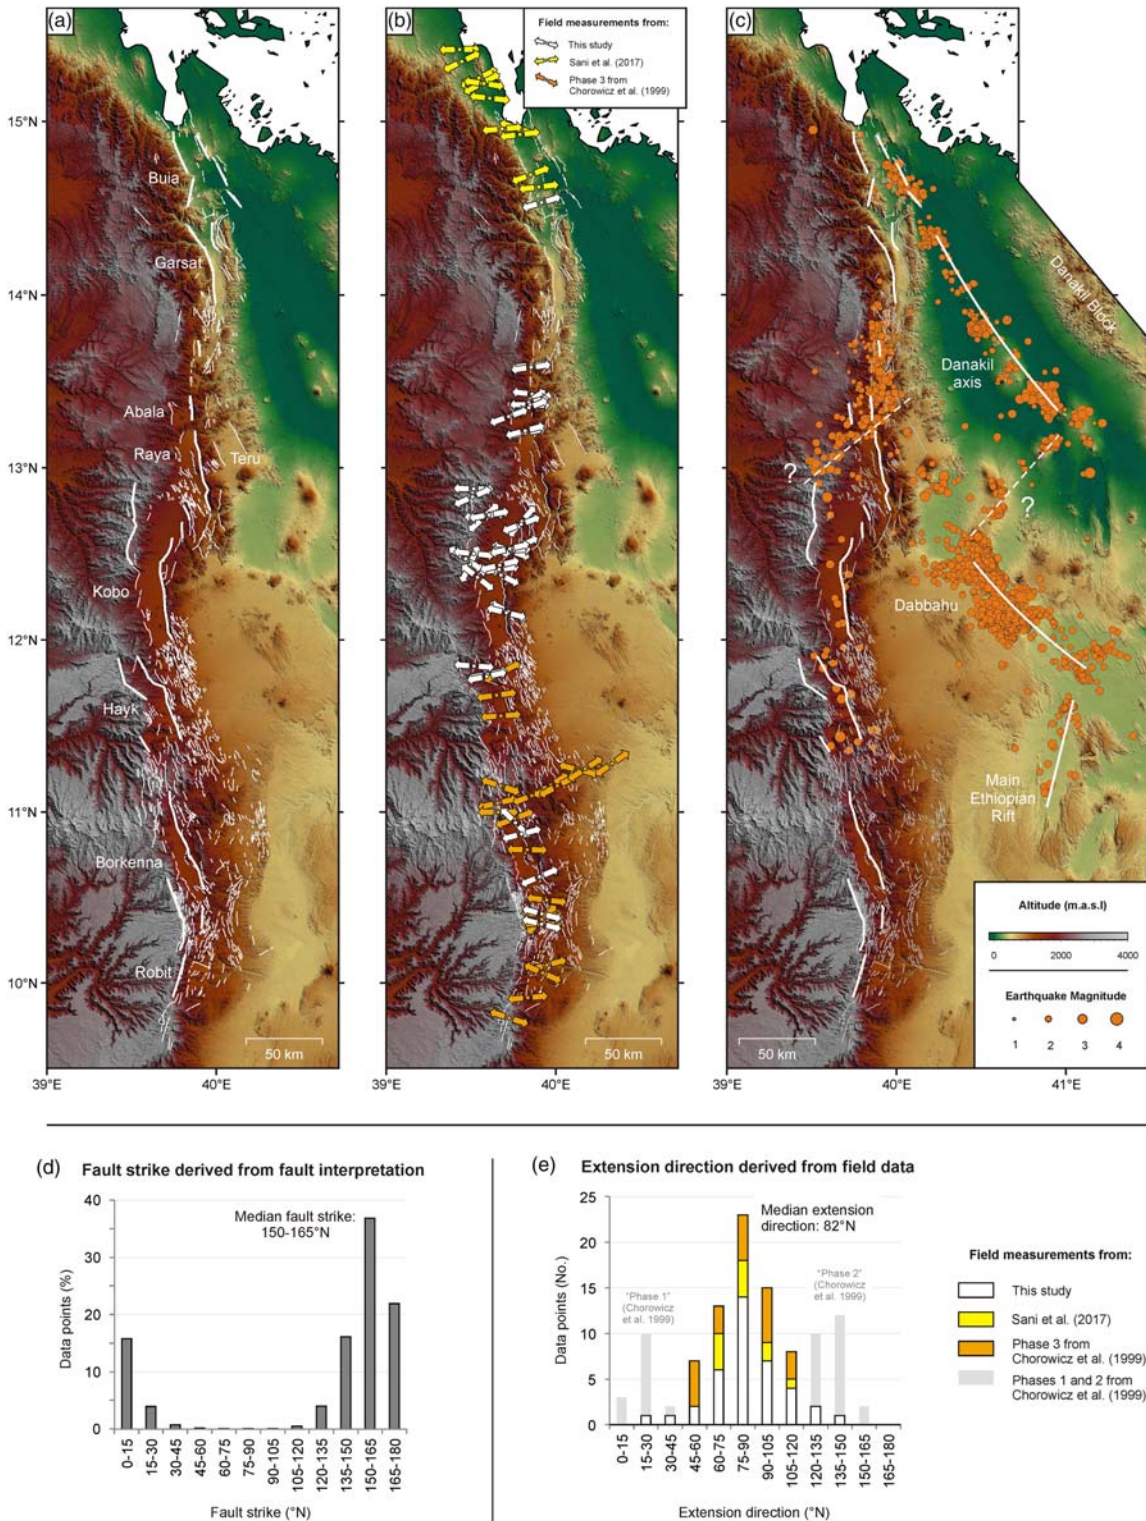 (a)
(b)
(c)
Field measurements from:
This study
Sani et al. (2017)
Phase 3 from
Chorowicz et al. (1999)
15°N
14°N
13°N
12°N
11°N
10°N
Buia
Garsat
Abala
Raya
Teru
Kobo
Hayk
Borkenna
Robit
50 km
39°E
40°E
50 km
39°E
40°E
Danakil Block
Danakil
axis
?
?
Dabbahu
Main
Ethiopian
Rift
50 km
39°E
40°E
41°E
Altitude (m.a.s.l)
0
2000
4000
Earthquake Magnitude
1
2
3
4
(d) Fault strike derived from fault interpretation
Median fault strike:
150-165°N
Data points (%)
40
30
20
10
0
0-15
15-30
30-45
45-60
60-75
75-90
90-105
105-120
120-135
135-150
150-165
165-180
Fault strike (°N)
(e) Extension direction derived from field data
Median extension
direction: 82°N
"Phase 1"
(Chorowicz
et al. 1999)
"Phase 2"
(Chorowicz
et al. 1999)
Data points (No.)
25
20
15
10
5
0
0-15
15-30
30-45
45-60
60-75
75-90
90-105
105-120
120-135
135-150
150-165
165-180
Extension direction (°N)
Field measurements from:
This study
Sani et al. (2017)
Phase 3 from
Chorowicz et al. (1999)
Phases 1 and 2 from
Chorowicz et al. (1999)